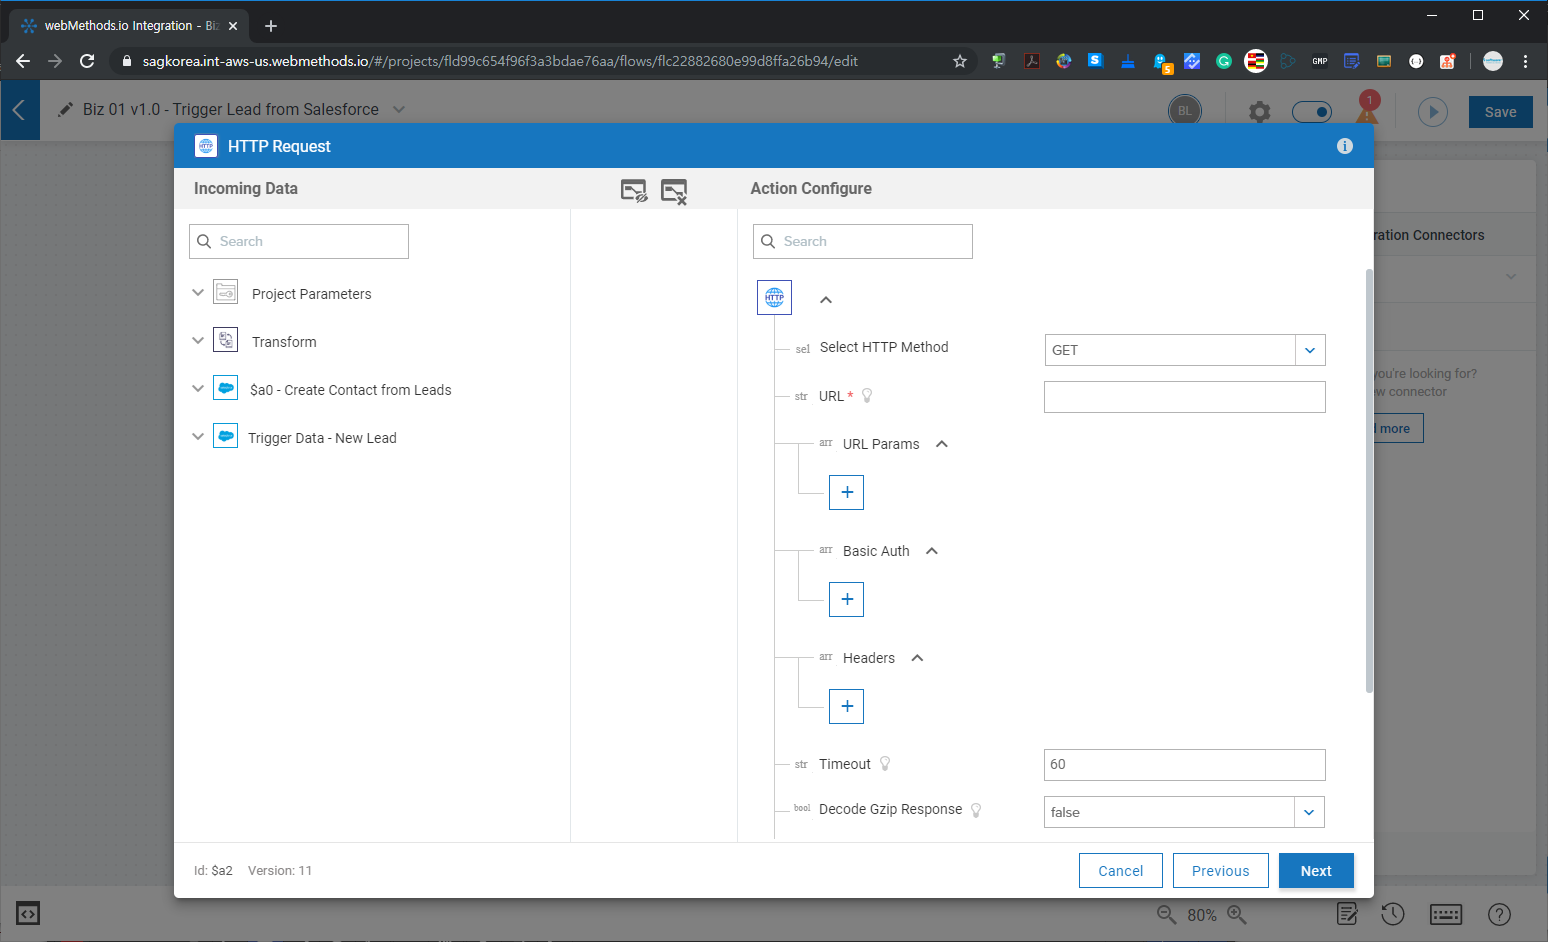 webMethods.io Integration - Biz
sagkorea.int-aws-us.webmethods.io/#/projects/fld99c654f96f3a3bdae76aa/flows/flc22882680e99d8ffa26b94/edit
S
5
G
GMP
Biz 01 v1.0 - Trigger Lead from Salesforce
BL
1
Save
HTTP
HTTP Request
Incoming Data
Action Configure
Search
Search
ration Connectors
Project Parameters
HTTP
Transform
sel Select HTTP Method
GET
$a0 - Create Contact from Leads
str URL *
you're looking for?
ew connector
l more
Trigger Data - New Lead
arr URL Params
+
arr Basic Auth
+
arr Headers
+
str Timeout
60
bool Decode Gzip Response
false
Id: $a2 Version: 11
Cancel
Previous
Next
80%